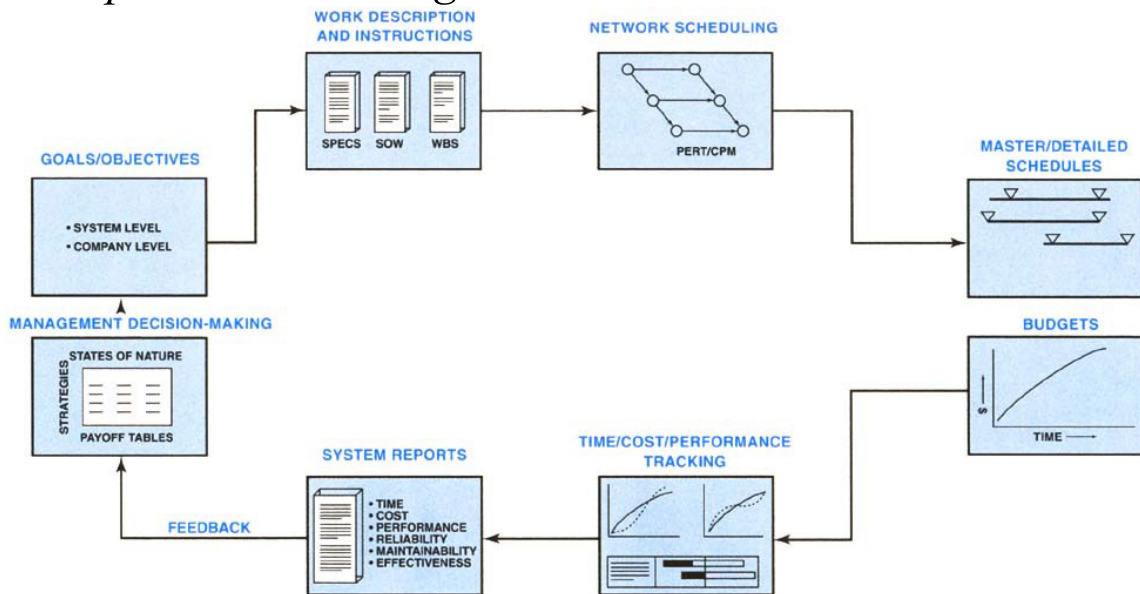 WORK DESCRIPTION
AND INSTRUCTIONS
SPECS
SOW
WBS
NETWORK SCHEDULING
PERT/CPM
GOALS/OBJECTIVES
• SYSTEM LEVEL
• COMPANY LEVEL
MASTER/DETAILED
SCHEDULES
MANAGEMENT DECISION-MAKING
STATES OF NATURE
STRATEGIES
PAYOFF TABLES
BUDGETS
$
TIME
TIME/COST/PERFORMANCE
TRACKING
SYSTEM REPORTS
• TIME
• COST
• PERFORMANCE
• RELIABILITY
• MAINTAINABILITY
• EFFECTIVENESS
FEEDBACK